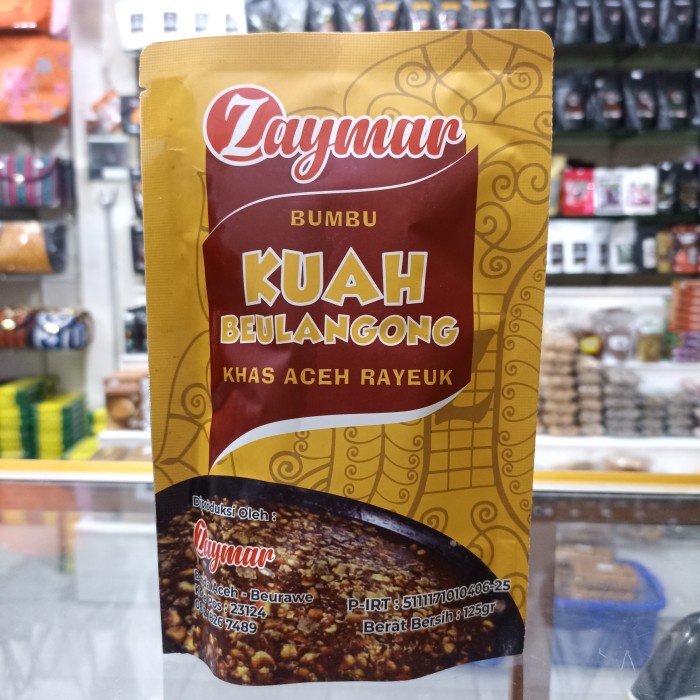 Zaymar
BUMBU
KUAH
BEULANGONG
KHAS ACEH RAYEUK
Diproduksi Oleh :
Zaymar
Aceh - Beurawe
: 23124
7489
P-IRT : 5111171010406-25
Berat Bersih : 125gr